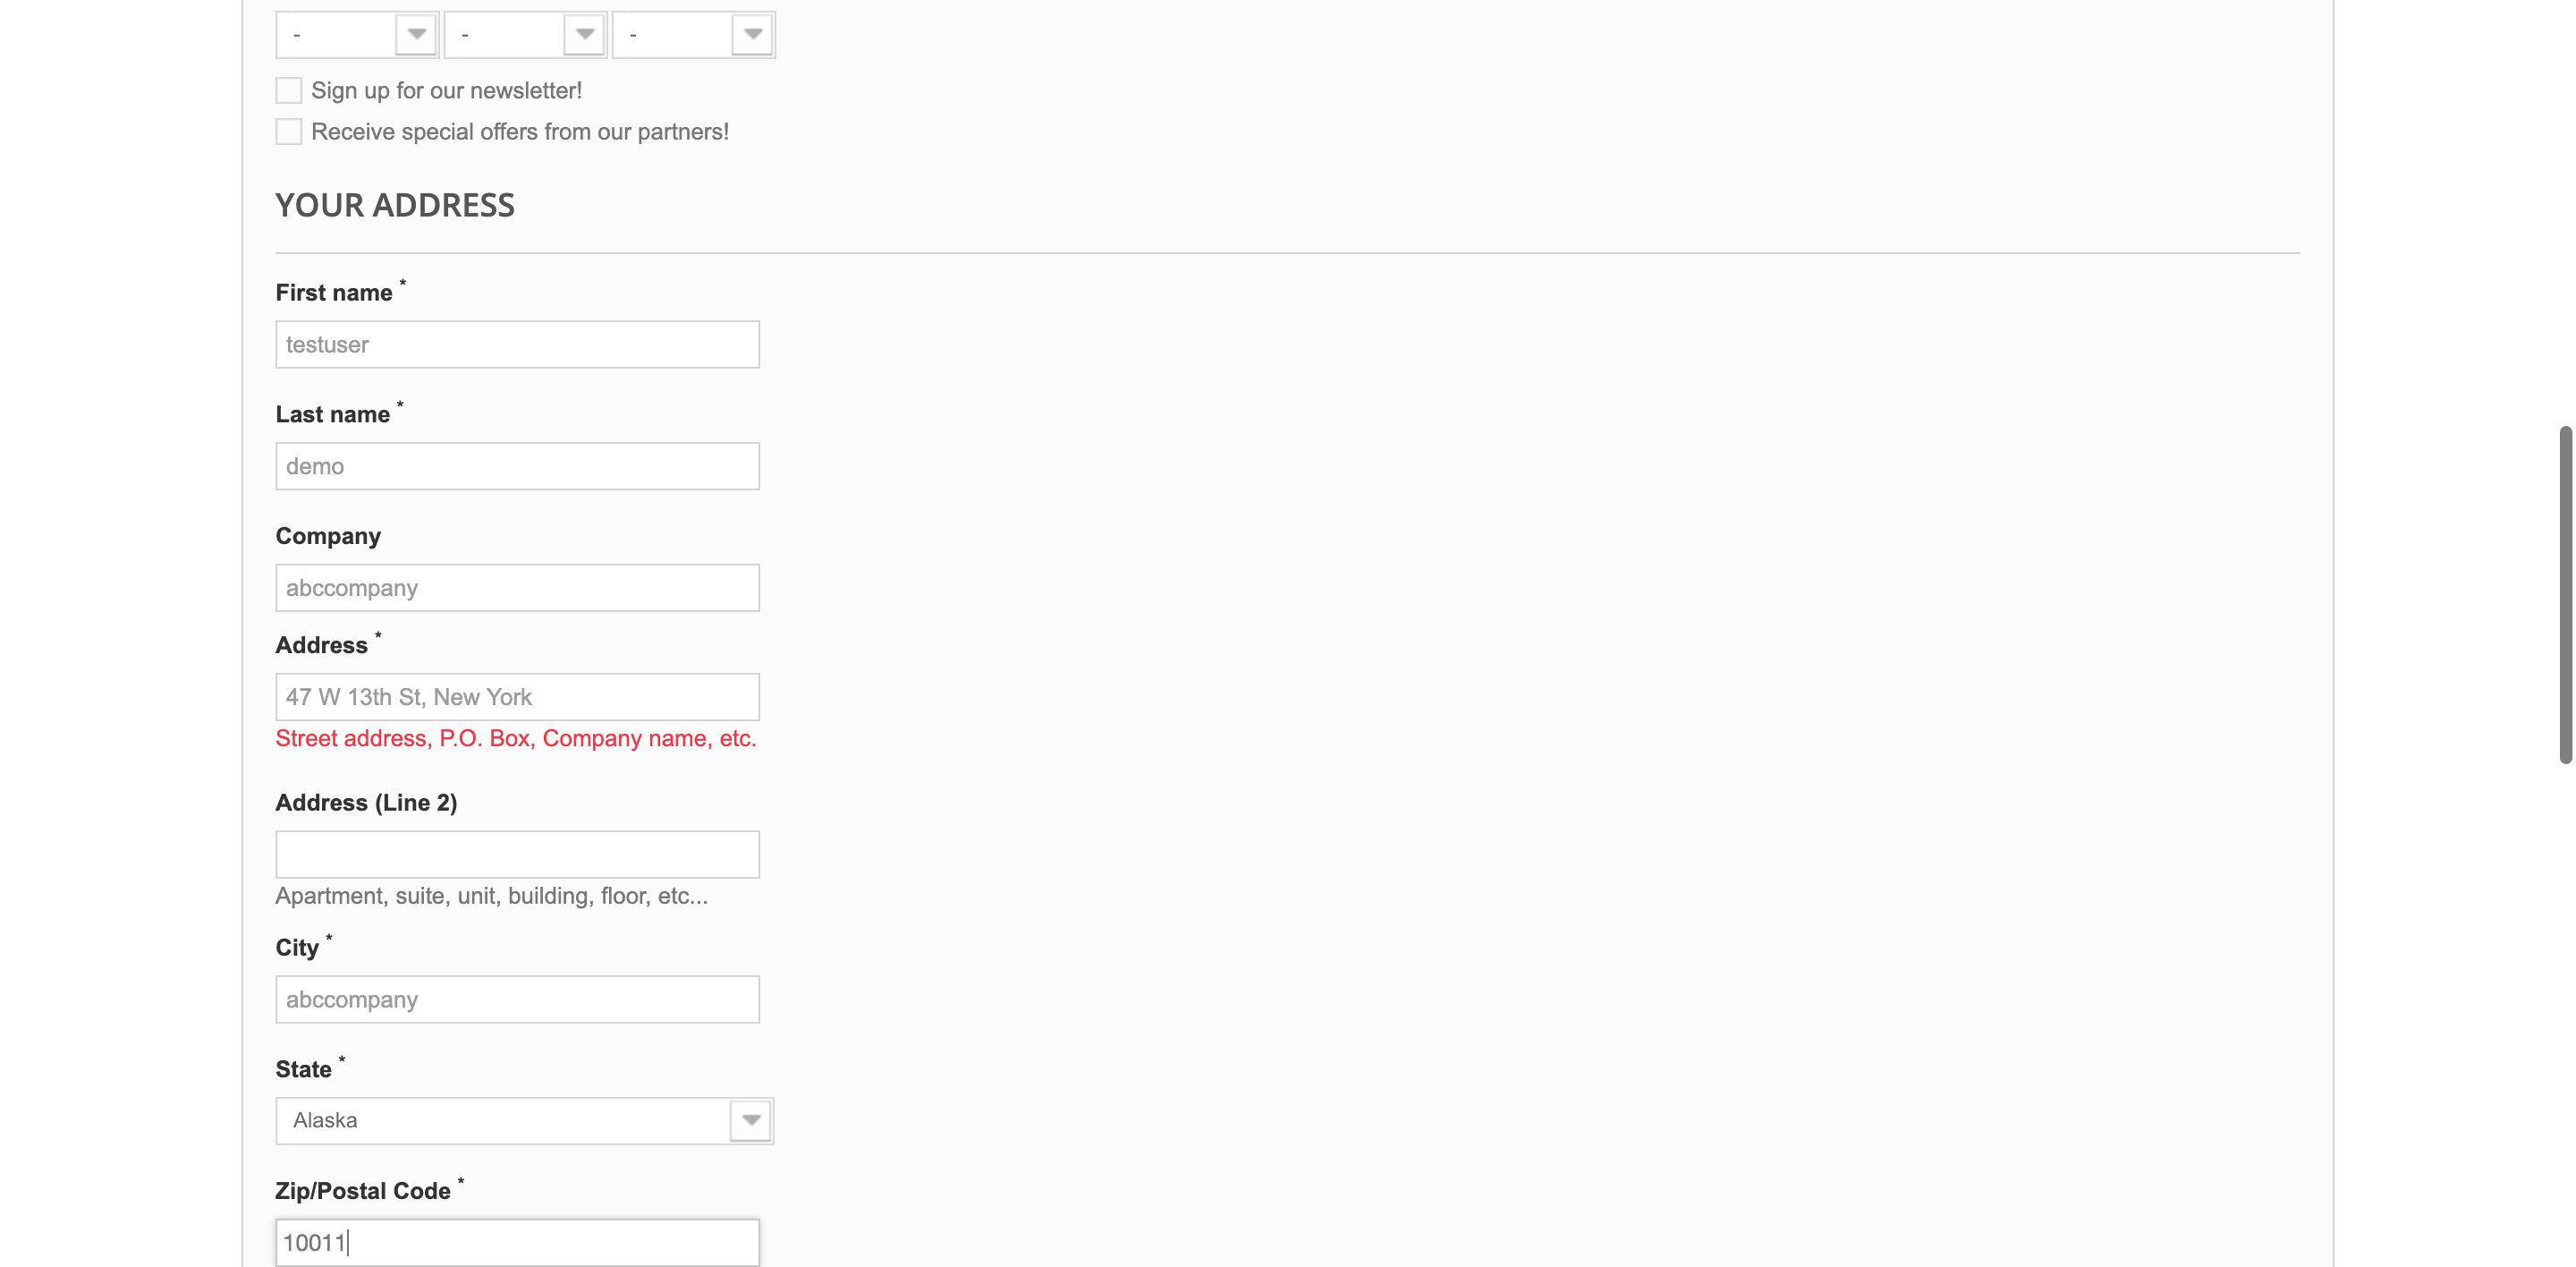 - - -
Sign up for our newsletter!
Receive special offers from our partners!
YOUR ADDRESS
First name *
testuser
Last name *
demo
Company
abccompany
Address *
47 W 13th St, New York
Street address, P.O. Box, Company name, etc.
Address (Line 2)
Apartment, suite, unit, building, floor, etc...
City *
abccompany
State *
Alaska
Zip/Postal Code *
10011